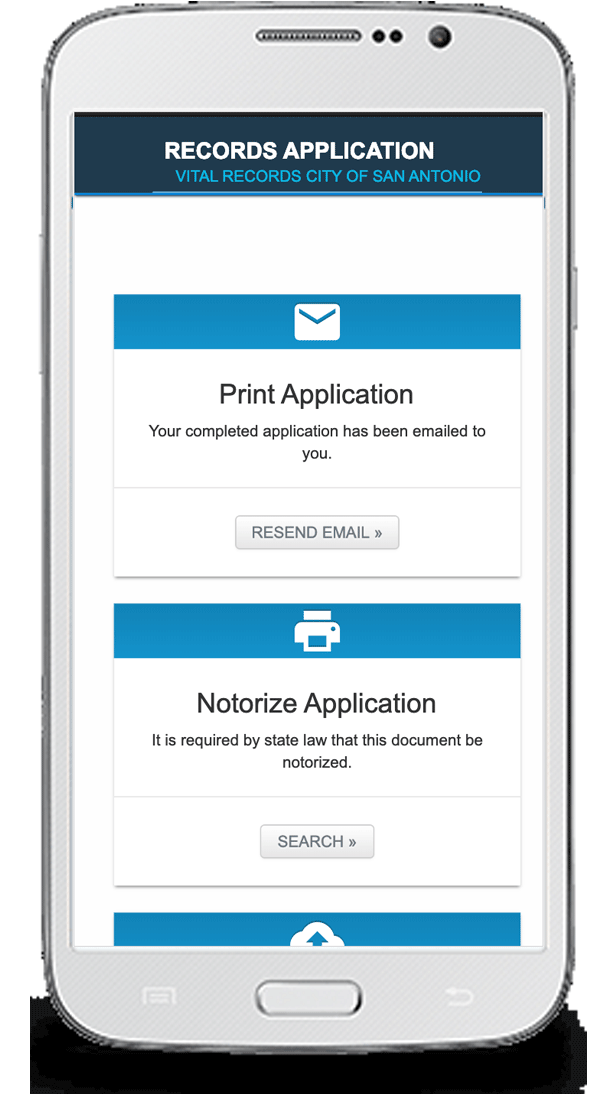 RECORDS APPLICATION
VITAL RECORDS CITY OF SAN ANTONIO
Print Application
Your completed application has been emailed to
you.
RESEND EMAIL »
Notorize Application
It is required by state law that this document be
notorized.
SEARCH »